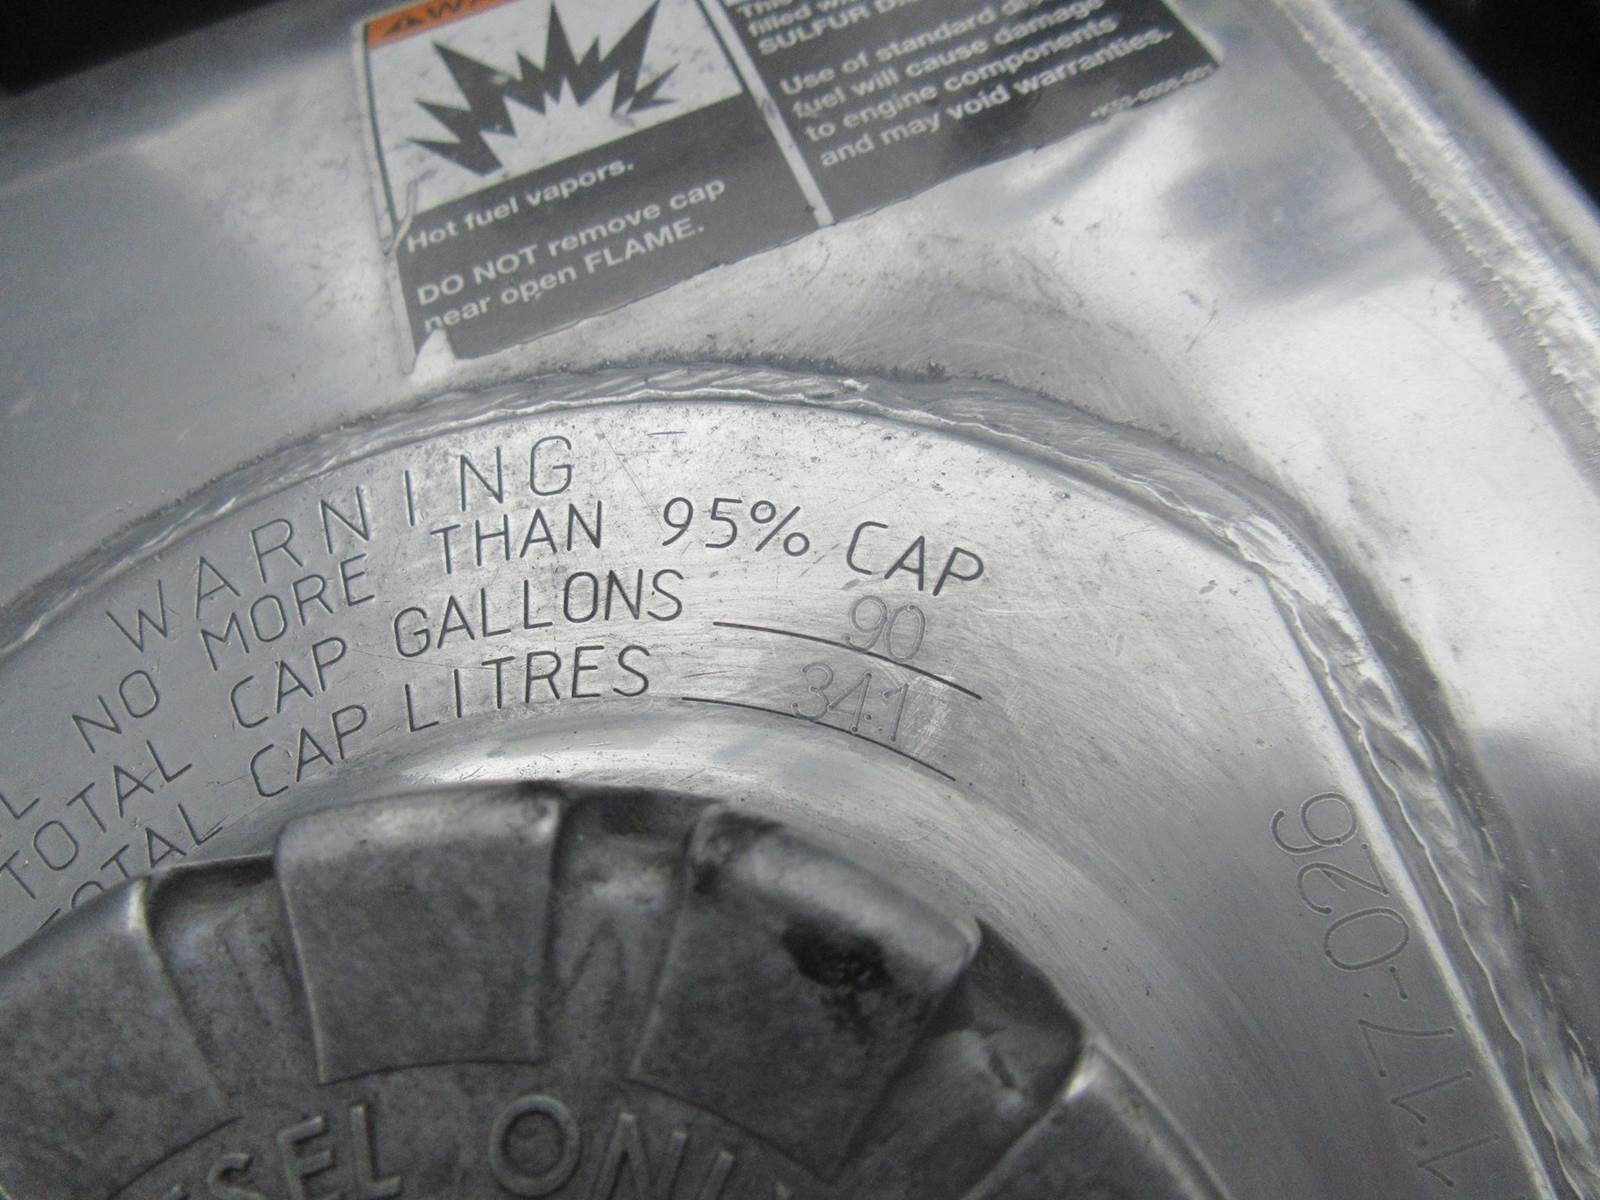 Hot fuel vapors.
DO NOT remove cap
near open FLAME.
SULFUR
Use of standard
fuel will cause damage
to engine components
and may void warranties.
WARNING
NO MORE THAN 95% CAP
TOTAL CAP GALLONS 90
TOTAL CAP LITRES 341
ONL